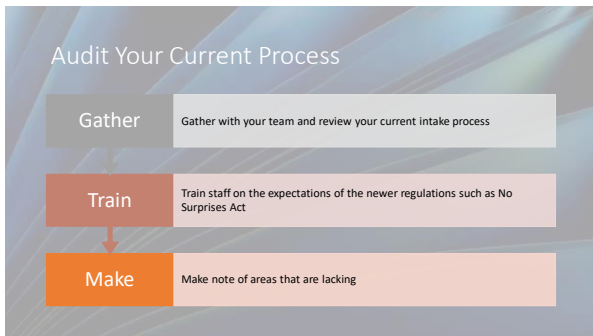 Audit Your Current Process
Gather
Gather with your team and review your current intake process
Train
Train staff on the expectations of the newer regulations such as No
Surprises Act
Make
Make note of areas that are lacking